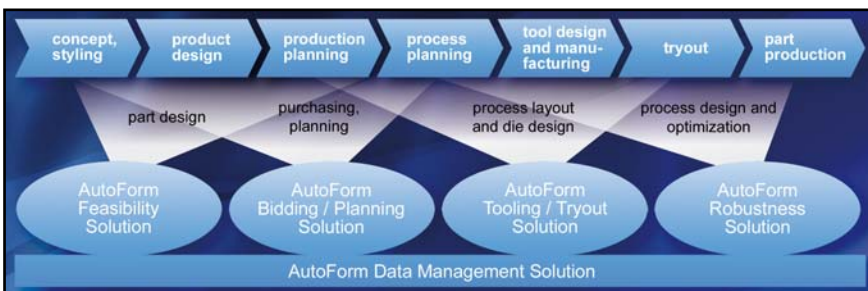 concept,
styling
product
design
production
planning
process
planning
tool design
and manu-
facturing
tryout
part
production
part design
purchasing,
planning
process layout
and die design
process design and
optimization
AutoForm
Feasibility
Solution
AutoForm
Bidding / Planning
Solution
AutoForm
Tooling / Tryout
Solution
AutoForm
Robustness
Solution
AutoForm Data Management Solution